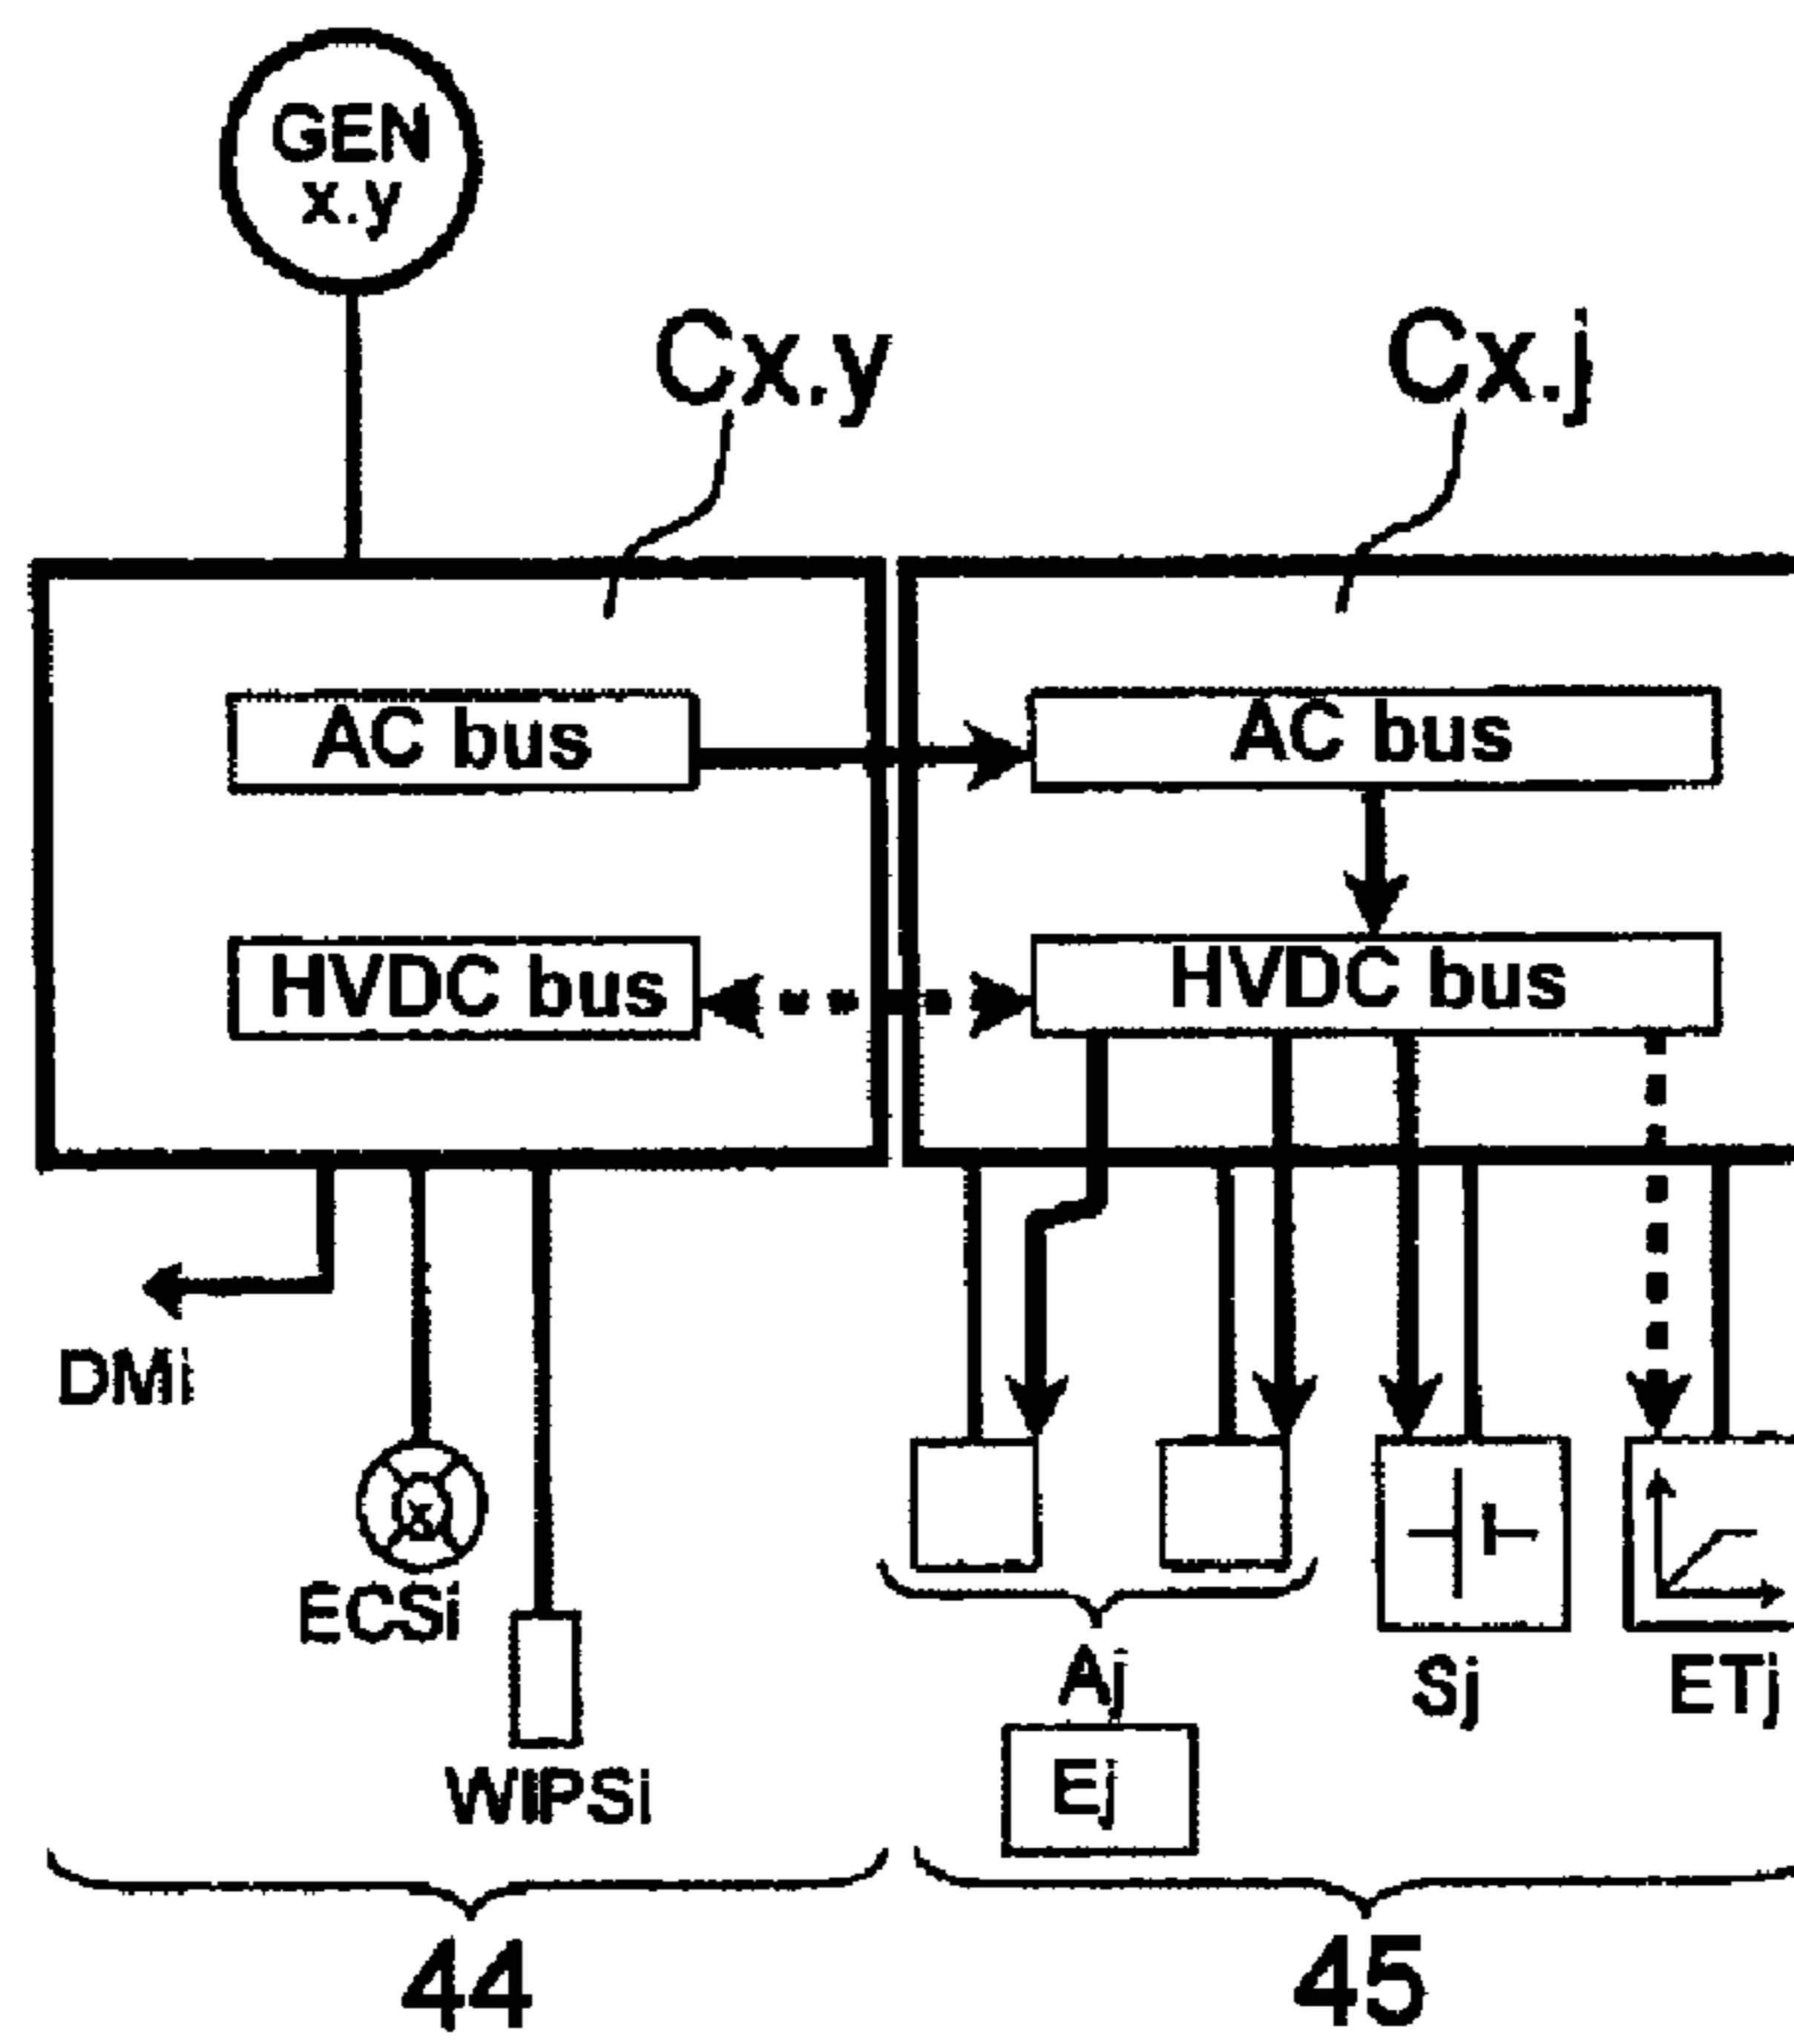 GEN
x.y
Cx.y
Cx.j
AC bus
AC bus
HVDC bus
HVDC bus
DMi
ECSi
WIPSi
Aj
Sj
ETj
Ej
44
45